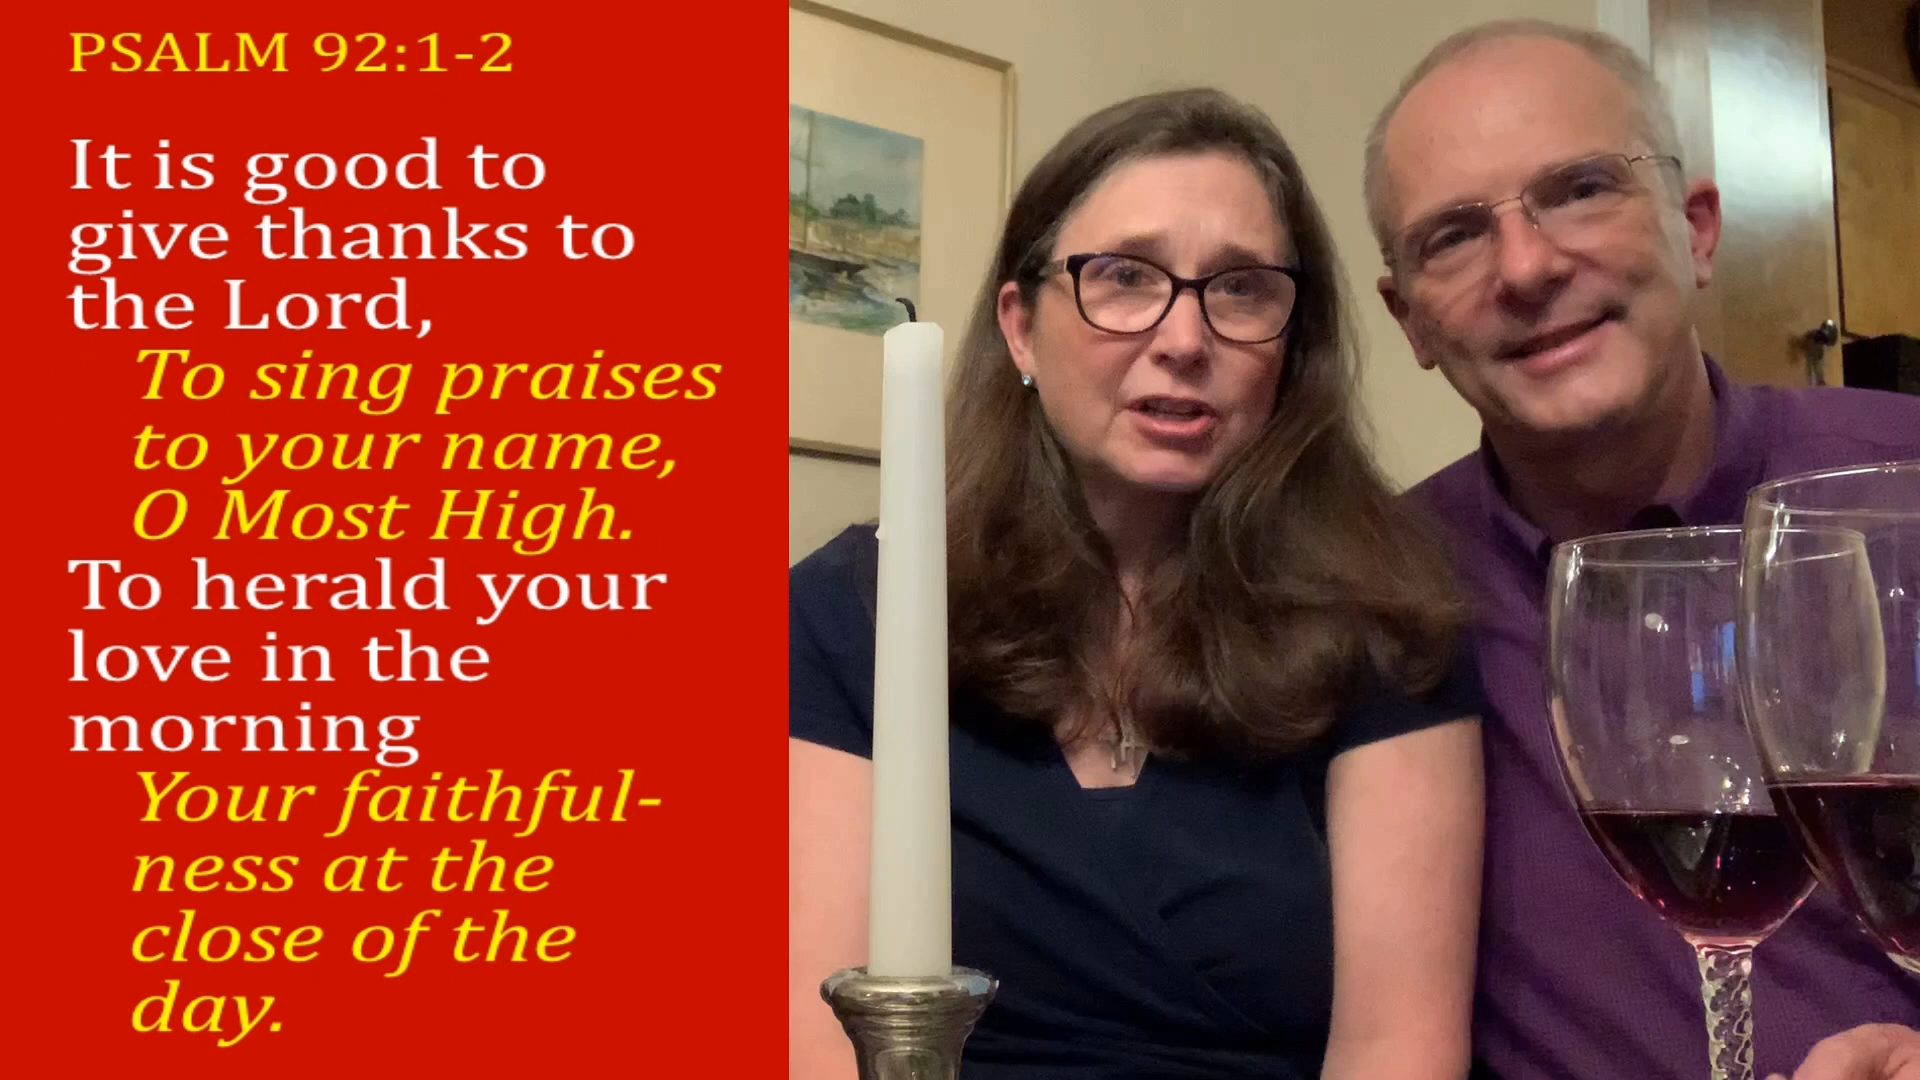 PSALM 92:1-2
It is good to
give thanks to
the Lord,
To sing praises
to your name,
O Most High.
To herald your
love in the
morning
Your faithful-
ness at the
close of the
day.